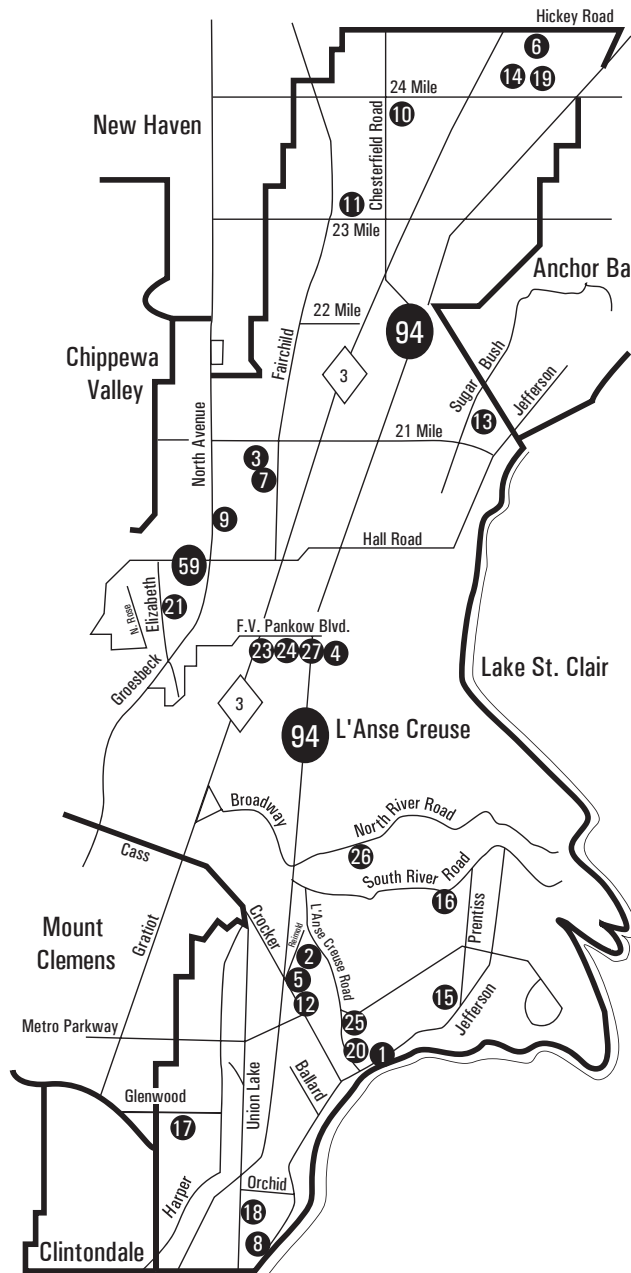 Hickey Road
6
14 19
24 Mile
10
New Haven
Chesterfield Road
11
23 Mile
Anchor Ba
22 Mile
94
Fairchild
Chippewa
Valley
3
Sugar Bush
Jefferson
13
21 Mile
North Avenue
3
7
9
Hall Road
59
N. Rose
Elizabeth
21
F.V. Pankow Blvd.
23 24 27 4
Groesbeck
Lake St. Clair
3
94
L'Anse Creuse
Broadway
North River Road
Cass
26
South River Road
16
Mount
Clemens
Gratiot
Crocker
L'Anse Creuse Road
Prentiss
2
5
12
15
Jefferson
25
Metro Parkway
20
1
Union Lake
Ballard
Glenwood
17
Harper
Orchid
18
8
Clintondale